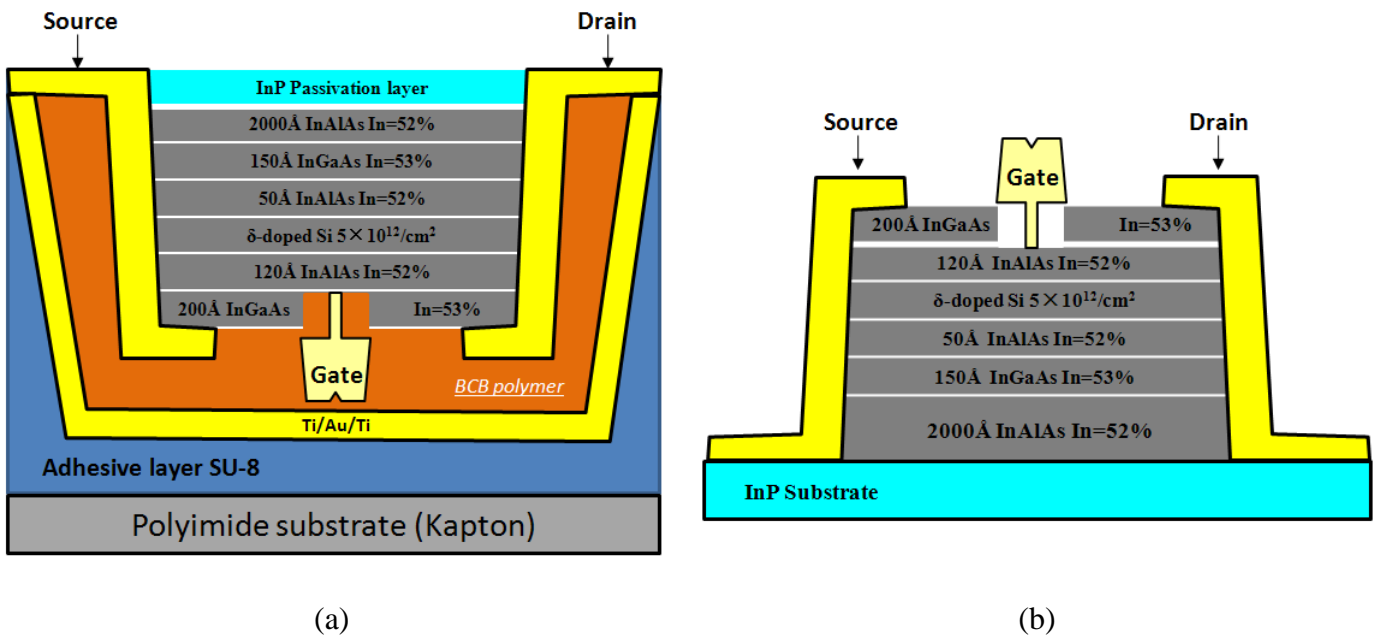 Source
Drain
InP Passivation layer
2000Å InAlAs In=52%
150Å InGaAs In=53%
50Å InAlAs In=52%
δ-doped Si 5×10¹²/cm²
120Å InAlAs In=52%
200Å InGaAs In=53%
Gate
BCB polymer
Ti/Au/Ti
Adhesive layer SU-8
Polyimide substrate (Kapton)
(a)
Source
Drain
Gate
200Å InGaAs In=53%
120Å InAlAs In=52%
δ-doped Si 5×10¹²/cm²
50Å InAlAs In=52%
150Å InGaAs In=53%
2000Å InAlAs In=52%
InP Substrate
(b)